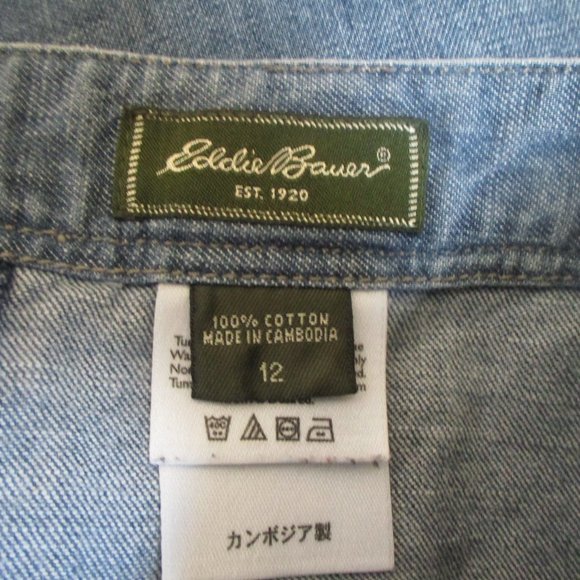 Eddie Bauer®
EST. 1920
100% COTTON
MADE IN CAMBODIA
12
カンボジア製